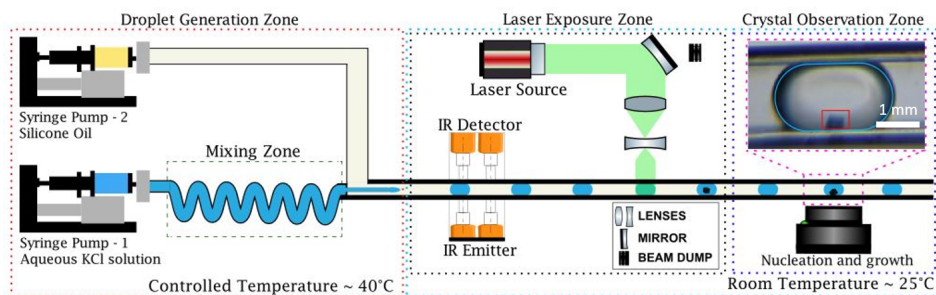 Droplet Generation Zone
Laser Exposure Zone
Crystal Observation Zone
Syringe Pump - 2
Silicone Oil
Laser Source
1 mm
IR Detector
Mixing Zone
Syringe Pump - 1
Aqueous KCl solution
IR Emitter
LENSES
MIRROR
BEAM DUMP
Nucleation and growth
Controlled Temperature ~ 40°C
Room Temperature ~ 25°C